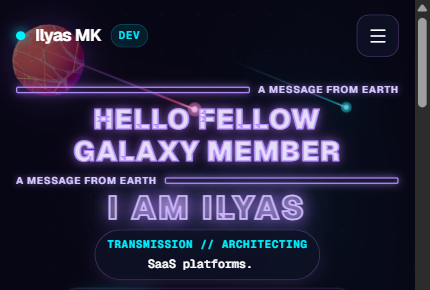 Ilyas MK DEV
A MESSAGE FROM EARTH
HELLO FELLOW
GALAXY MEMBER
A MESSAGE FROM EARTH
I AM ILYAS
TRANSMISSION // ARCHITECTING
SaaS platforms.